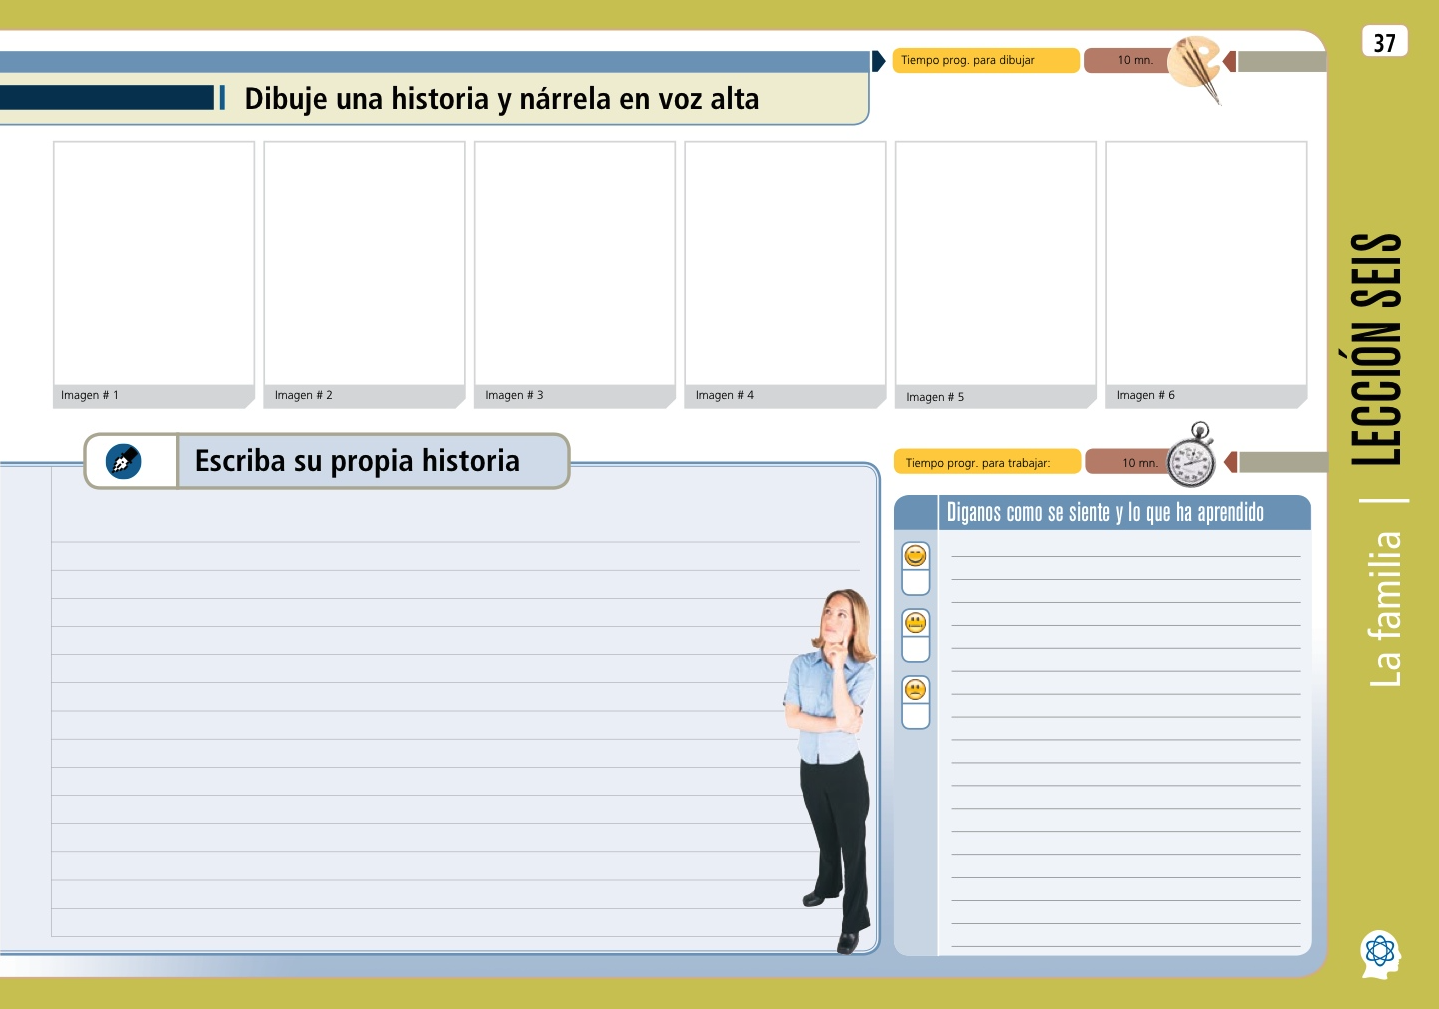 37
Tiempo prog. para dibujar
10 mn.
Dibuje una historia y nárrela en voz alta
Imagen # 1
Imagen # 2
Imagen # 3
Imagen # 4
Imagen # 5
Imagen # 6
Escriba su propia historia
Tiempo progr. para trabajar:
10 mn.
Diganos como se siente y lo que ha aprendido
La familia | LECCIÓN SEIS